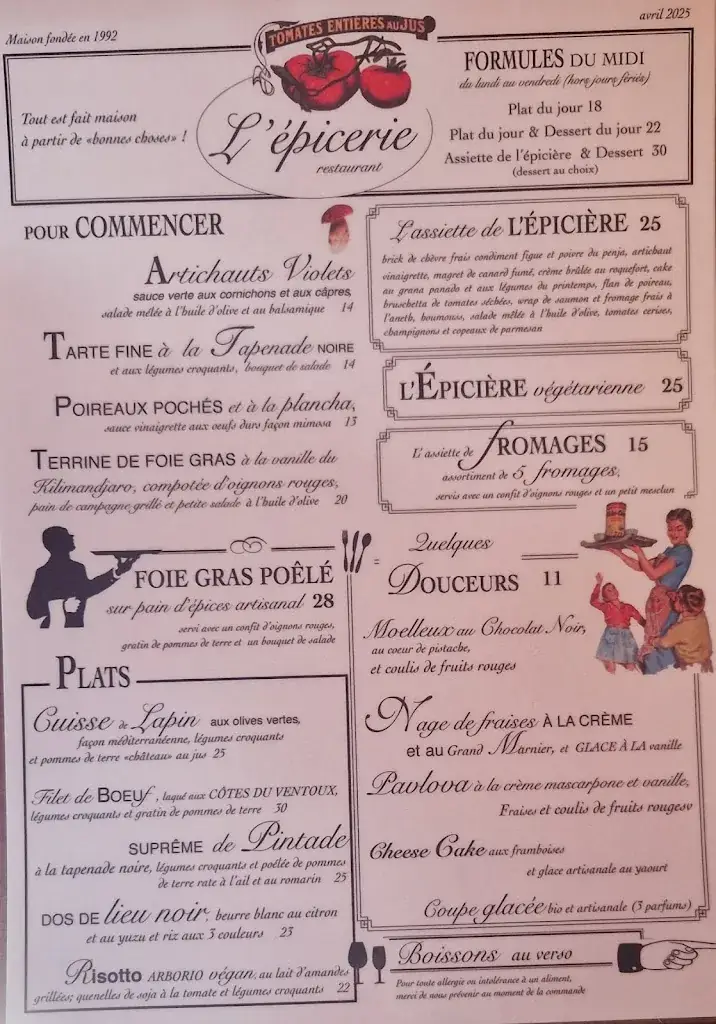 avril 2025
Maison fondée en 1992
TOMATES ENTIÈRES AU JUS
Tout est fait maison
à partir de «bonnes choses» !
L'épicerie
restaurant
FORMULES DU MIDI
du lundi au vendredi (hors jours fériés)
Plat du jour 18
Plat du jour & Dessert du jour 22
Assiette de l'épicière & Dessert 30
(dessert au choix)
POUR COMMENCER
Artichauts Violets
sauce verte aux cornichons et aux câpres,
salade mêlée à l'huile d'olive et au balsamique 14
TARTE FINE à la Tapenade NOIRE
et aux légumes croquants, bouquet de salade 14
POIREAUX POCHÉS et à la plancha,
sauce vinaigrette aux oeufs durs façon mimosa 13
TERRINE DE FOIE GRAS à la vanille du
Kilimandjaro, compotée d'oignons rouges,
pain de campagne grillé et petite salade à l'huile d'olive 20
FOIE GRAS POÊLÉ
sur pain d'épices artisanal 28
servi avec un confit d'oignons rouges,
gratin de pommes de terre et un bouquet de salade
PLATS
Cuisse de Lapin aux olives vertes,
façon méditerranéenne, légumes croquants
et pommes de terre «château» au jus 25
Filet de BOEUF, laqué aux CÔTES DU VENTOUX,
légumes croquants et gratin de pommes de terre 30
SUPRÊME de Pintade
à la tapenade noire, légumes croquants et poêlée de pommes
de terre rate à l'ail et au romarin 25
DOS DE lieu noir, beurre blanc au citron
et au yuzu et riz aux 3 couleurs 23
Risotto ARBORIO végan, au lait d'amandes
grillées; quenelles de soja à la tomate et légumes croquants 22
L'assiette de L'ÉPICIÈRE 25
brick de chèvre frais condiment figue et poivre du penja, artichaut
vinaigrette, magret de canard fumé, crème brûlée au roquefort, cake
au grana panado et aux légumes du printemps, flan de poireau,
bruschetta de tomates séchées, wrap de saumon et fromage frais à
l'aneth, houmouss, salade mêlée à l'huile d'olive, tomates cerises,
champignons et copeaux de parmesan
L'ÉPICIÈRE végétarienne 25
L'assiette de FROMAGES 15
assortiment de 5 fromages,
servis avec un confit d'oignons rouges et un petit mesclun
Quelques
DOUCEURS 11
Moelleux au Chocolat Noir,
au coeur de pistache,
et coulis de fruits rouges
Nage de fraises À LA CRÈME
et au Grand Marnier, et GLACE À LA vanille
Pavlova à la crème mascarpone et vanille,
Fraises et coulis de fruits rougesv
Cheese Cake aux framboises
et glace artisanale au yaourt
Coupe glacée bio et artisanale (3 parfums)
Boissons au verso
Pour toute allergie ou intolérance à un aliment,
merci de nous prévenir au moment de la commande